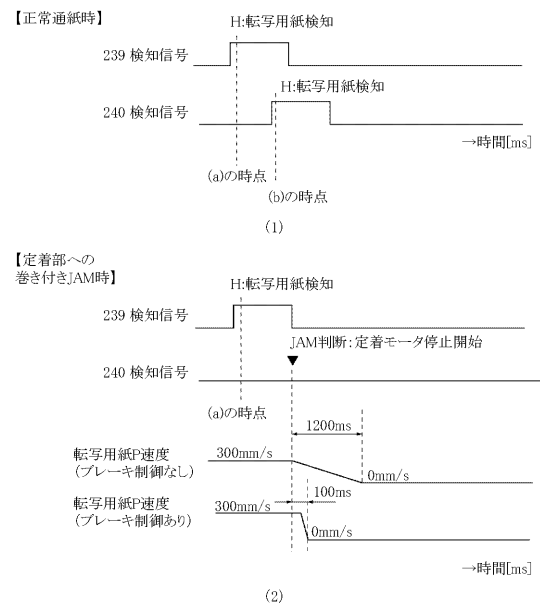 【正常通紙時】
H:転写用紙検知
239 検知信号
H:転写用紙検知
240 検知信号
→時間[ms]
(a)の時点
(b)の時点
(1)
【定着部への
巻き付きJAM時】
H:転写用紙検知
239 検知信号
JAM判断:定着モータ停止開始
240 検知信号
(a)の時点
1200ms
転写用紙P速度
(ブレーキ制御なし)
300mm/s
0mm/s
100ms
転写用紙P速度
(ブレーキ制御あり)
300mm/s
0mm/s
→時間[ms]
(2)